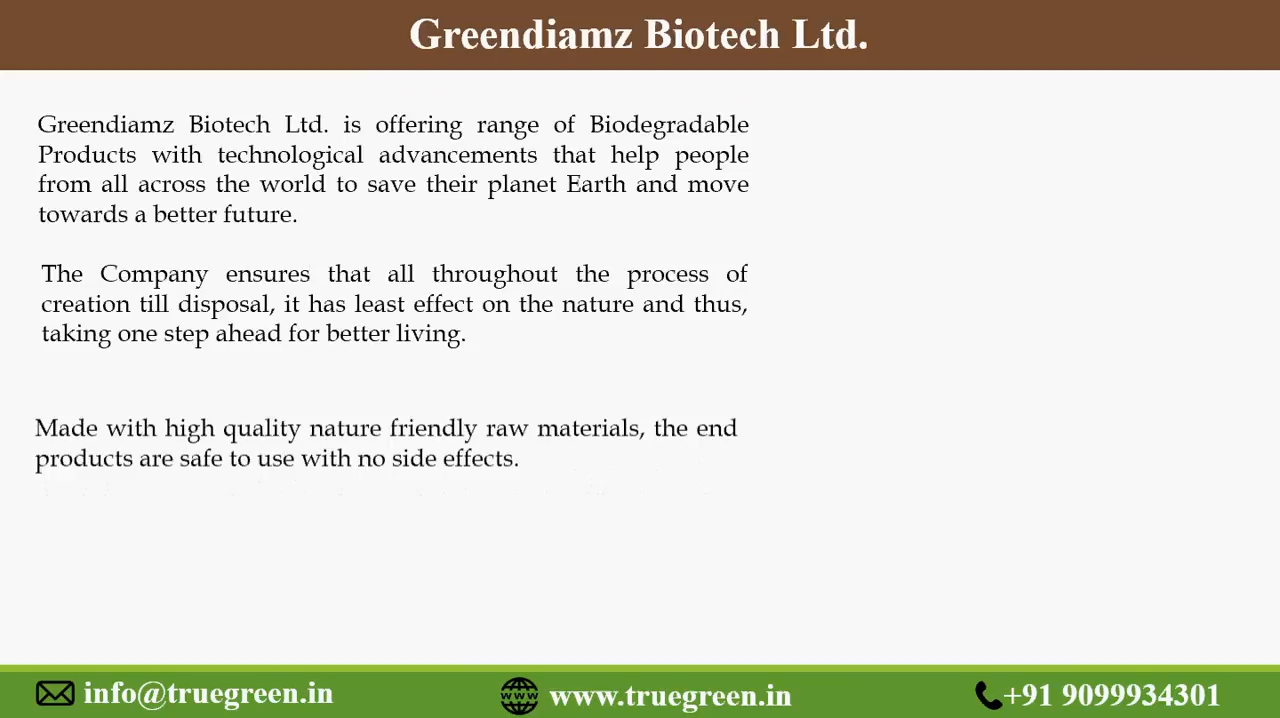 Greendiamz Biotech Ltd.
Greendiamz Biotech Ltd. is offering range of Biodegradable
Products with technological advancements that help people
from all across the world to save their planet Earth and move
towards a better future.
The Company ensures that all throughout the process of
creation till disposal, it has least effect on the nature and thus,
taking one step ahead for better living.
Made with high quality nature friendly raw materials, the end
products are safe to use with no side effects.
info@truegreen.in
www.truegreen.in
+91 9099934301